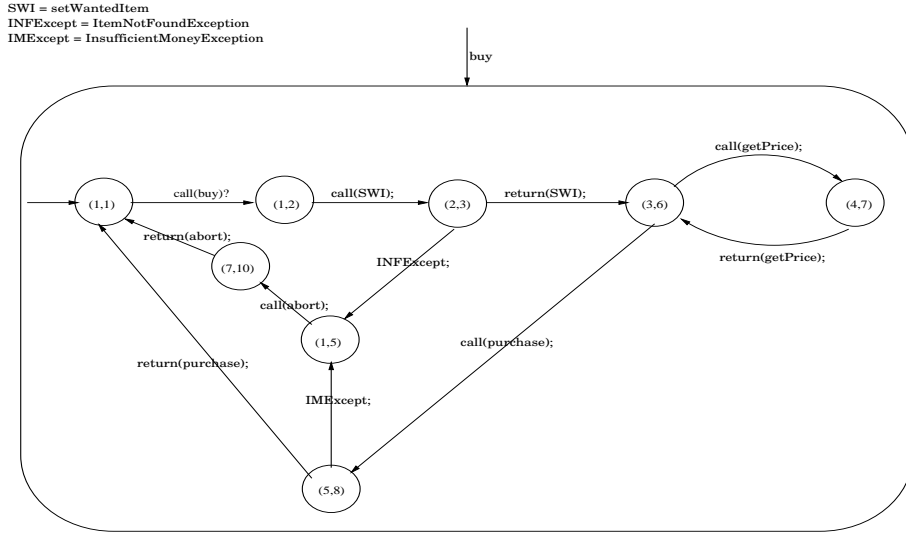 SWI = setWantedItem
INFExcept = ItemNotFoundException
IMExcept = InsufficientMoneyException
buy
call(getPrice);
call(buy)?
call(SWI);
return(SWI);
(1,1)
(1,2)
(2,3)
(3,6)
(4,7)
return(abort);
return(getPrice);
INFExcept;
(7,10)
call(abort);
(1,5)
call(purchase);
return(purchase);
IMExcept;
(5,8)